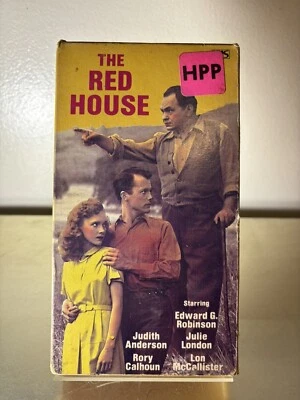 THE
RED
HOUSE
HPP
Starring
Edward G.
Robinson
Judith
Anderson
Julie
London
Rory
Calhoun
Lon
McCallister